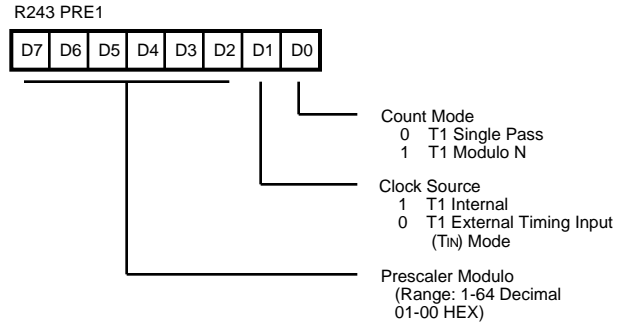 R243 PRE1
D7 D6 D5 D4 D3 D2 D1 D0
Count Mode
0 T1 Single Pass
1 T1 Modulo N
Clock Source
1 T1 Internal
0 T1 External Timing Input
(TIN) Mode
Prescaler Modulo
(Range: 1-64 Decimal
01-00 HEX)